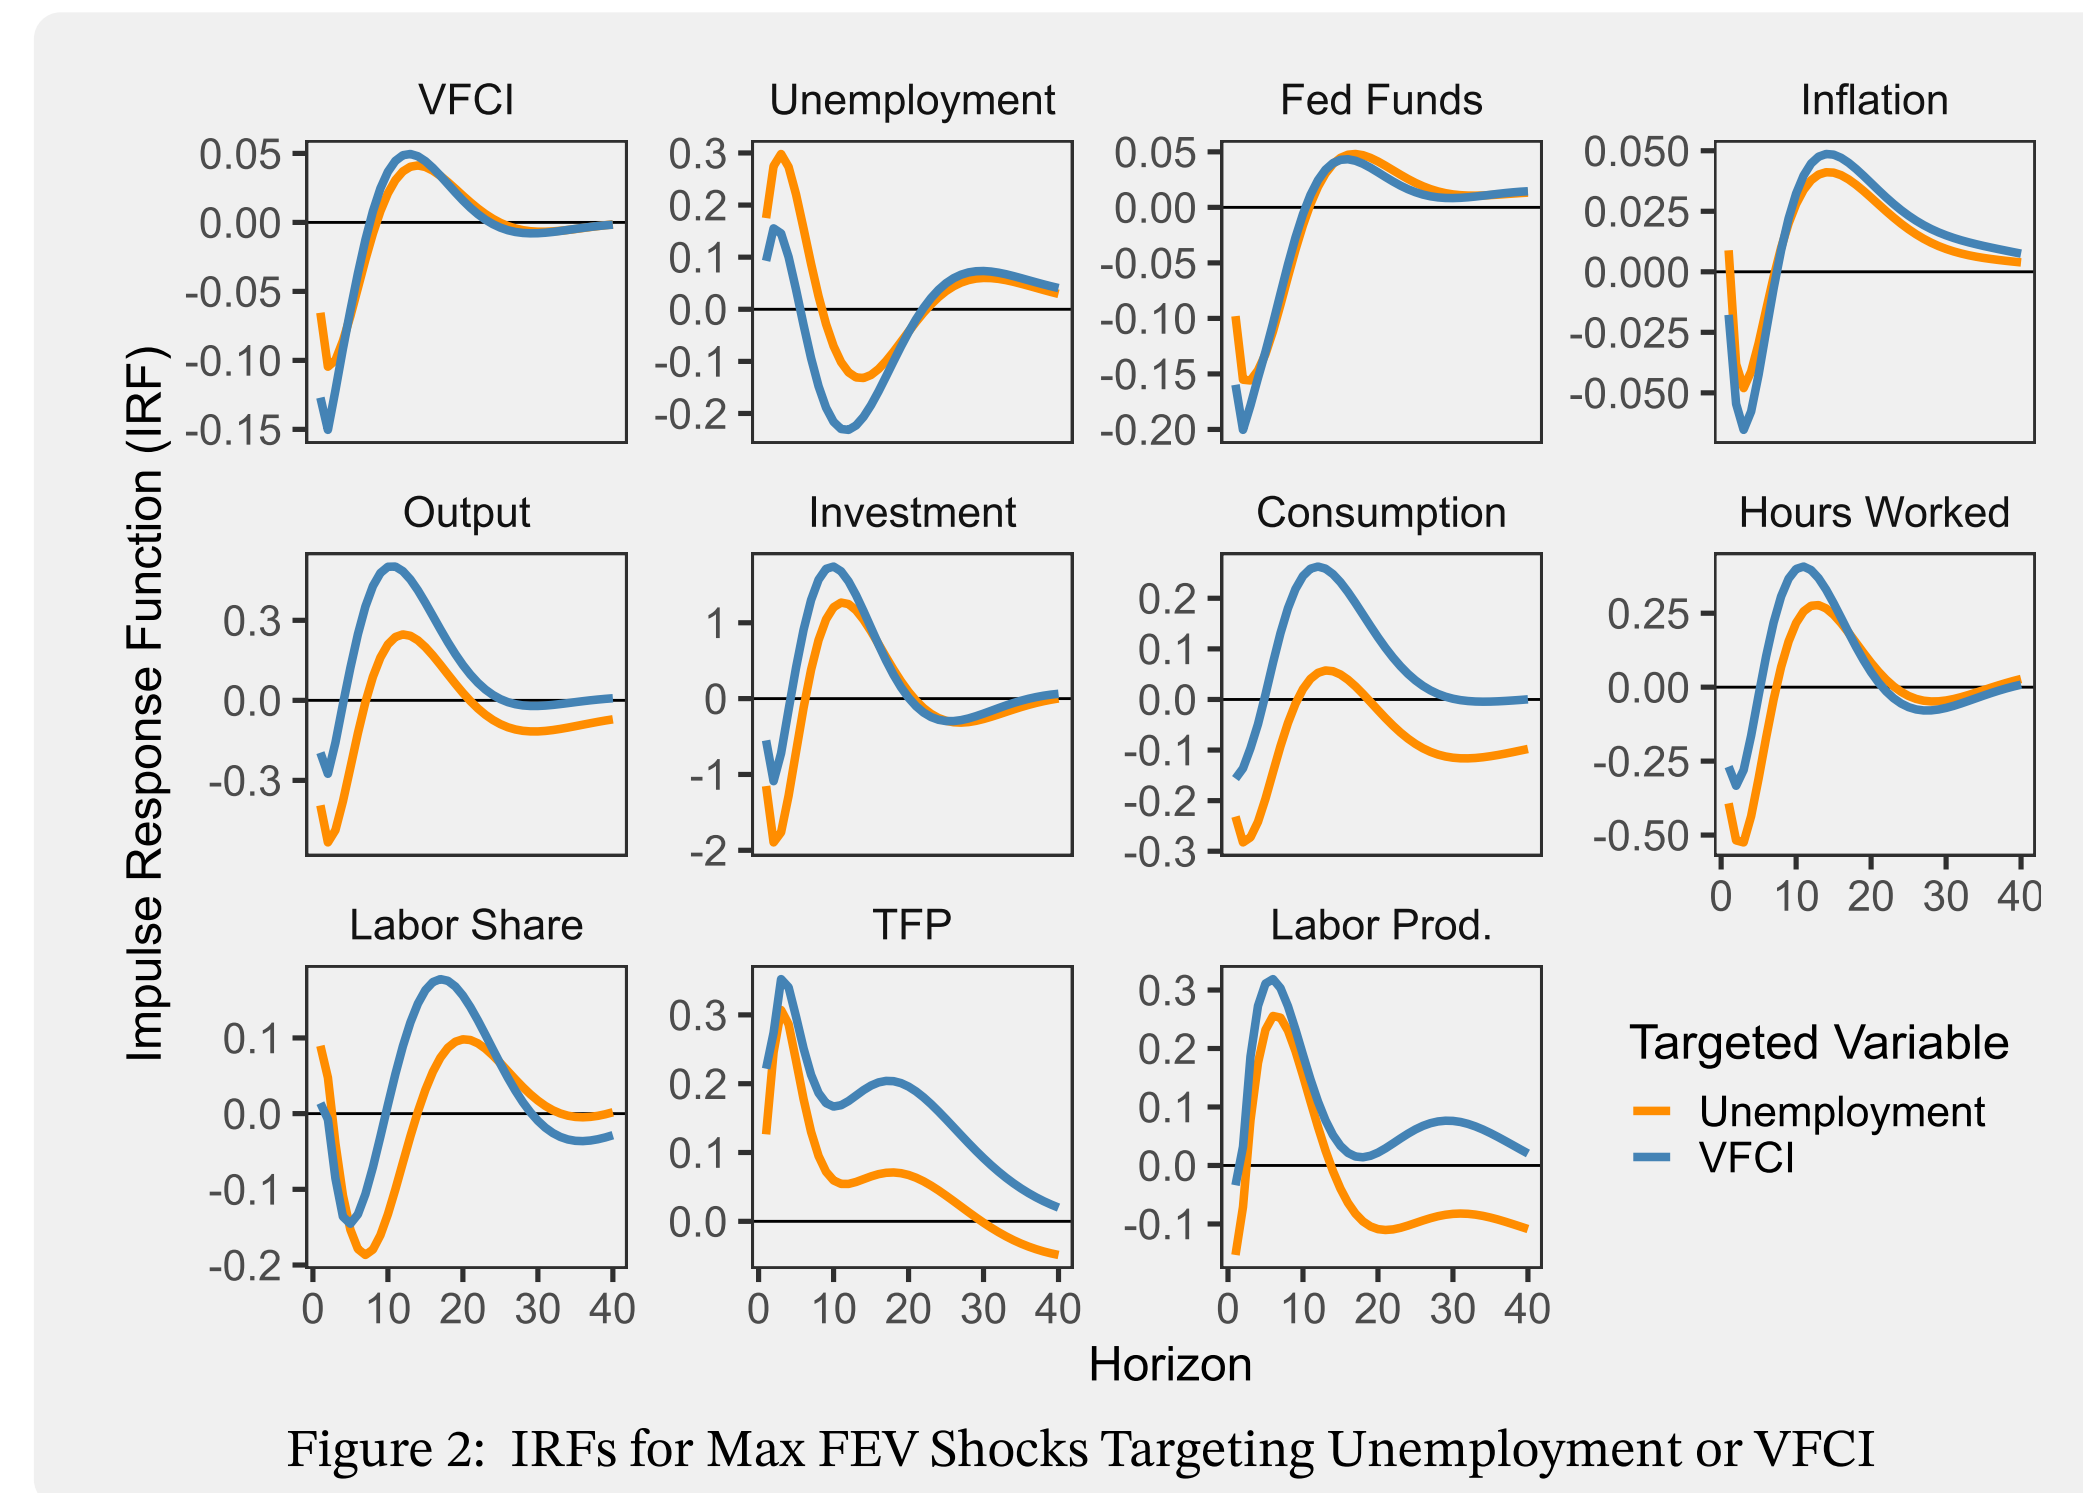 VFCI
Unemployment
Fed Funds
Inflation
0.05
0.00
-0.05
-0.10
-0.15
0.3
0.2
0.1
0.0
-0.1
-0.2
0.05
0.00
-0.05
-0.10
-0.15
-0.20
0.050
0.025
0.000
-0.025
-0.050
Impulse Response Function (IRF)
Output
Investment
Consumption
Hours Worked
0.3
0.0
-0.3
1
0
-1
-2
0.2
0.1
0.0
-0.1
-0.2
-0.3
0.25
0.00
-0.25
-0.50
0 10 20 30 40
Labor Share
TFP
Labor Prod.
0.1
0.0
-0.1
-0.2
0 10 20 30 40
0.3
0.2
0.1
0.0
0 10 20 30 40
0.3
0.2
0.1
0.0
-0.1
0 10 20 30 40
Targeted Variable
Unemployment
VFCI
Horizon
Figure 2: IRFs for Max FEV Shocks Targeting Unemployment or VFCI